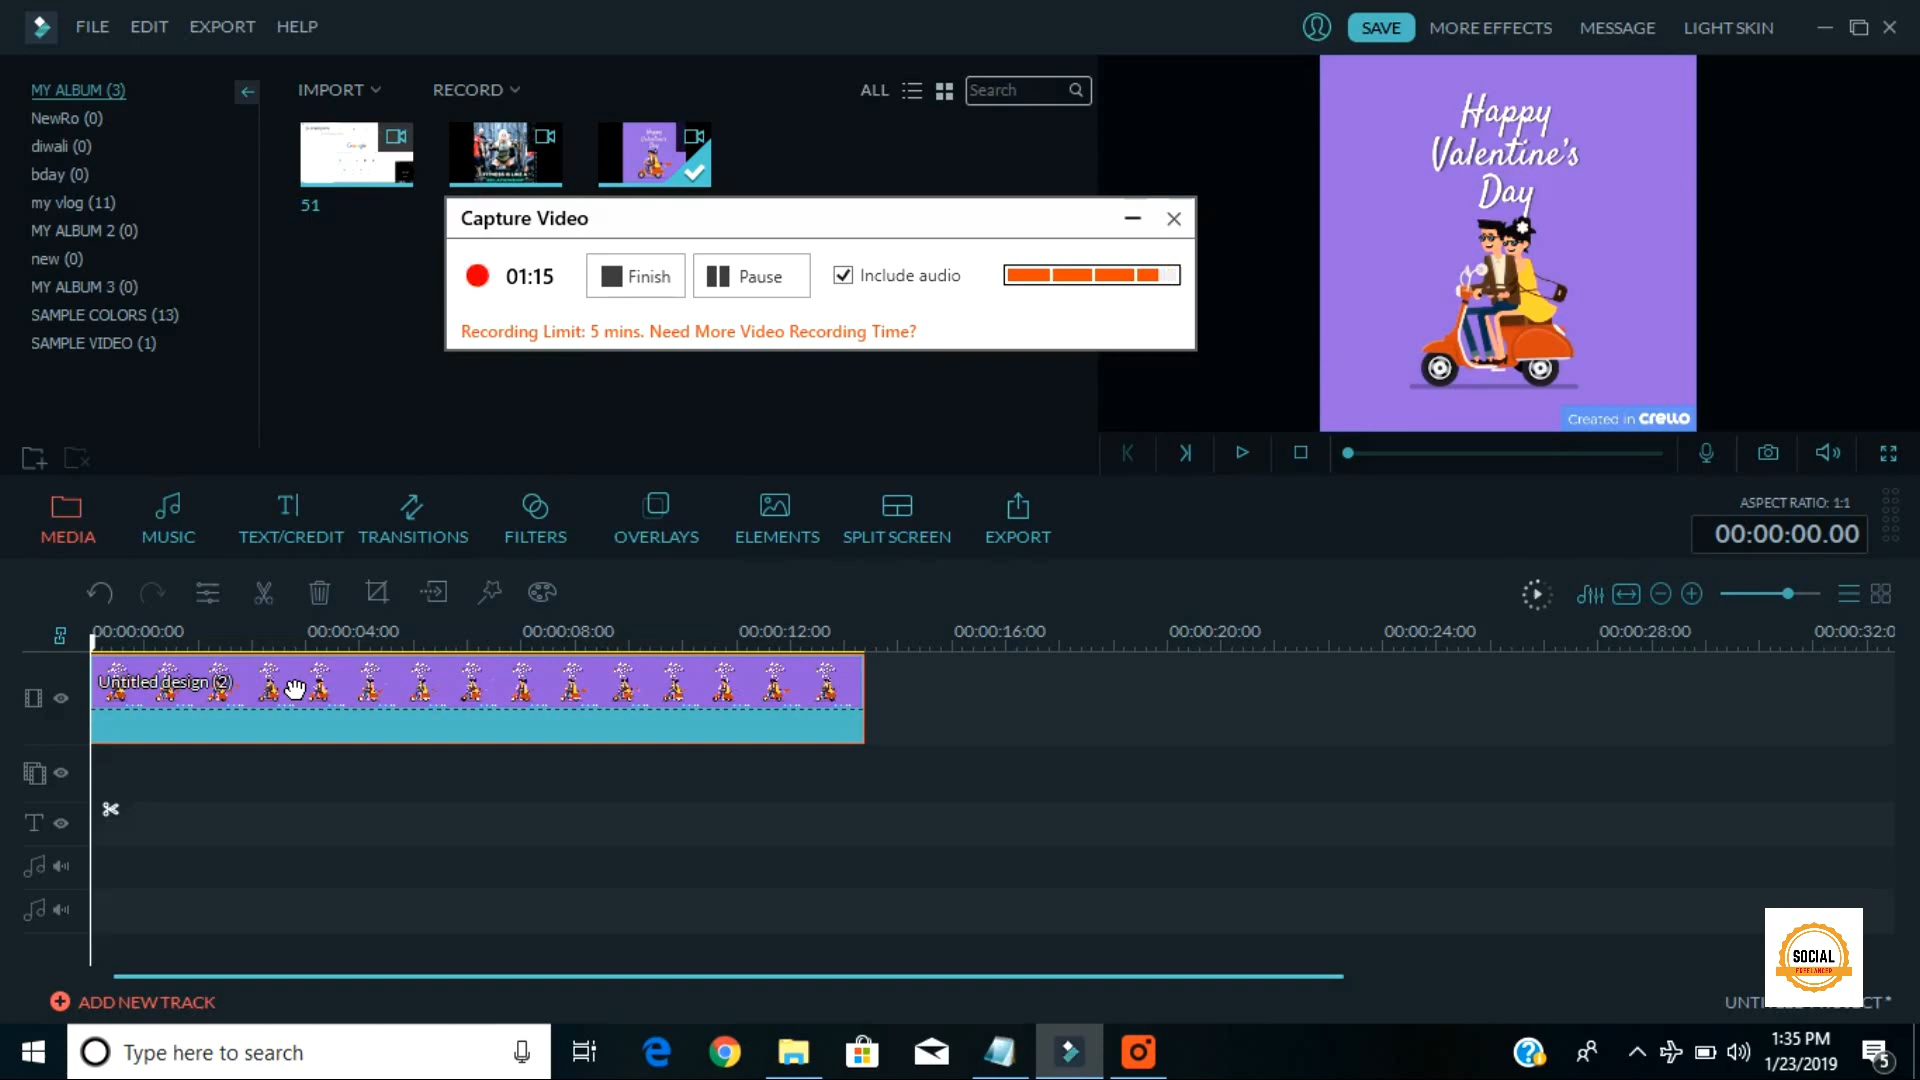 FILE EDIT EXPORT HELP
SAVE MORE EFFECTS MESSAGE LIGHT SKIN
MY ALBUM (3)
NewRo (0)
diwali (0)
bday (0)
my vlog (11)
MY ALBUM 2 (0)
new (0)
MY ALBUM 3 (0)
SAMPLE COLORS (13)
SAMPLE VIDEO (1)
IMPORT RECORD
ALL Search
Google
51
Happy
Valentine's
Day
Capture Video
01:15 Finish Pause Include audio
Recording Limit: 5 mins. Need More Video Recording Time?
Happy
Valentine's
Day
Created in crello
MEDIA MUSIC TEXT/CREDIT TRANSITIONS FILTERS OVERLAYS ELEMENTS SPLIT SCREEN EXPORT
ASPECT RATIO: 1:1
00:00:00.00
00:00:00:00 00:00:04:00 00:00:08:00 00:00:12:00 00:00:16:00 00:00:20:00 00:00:24:00 00:00:28:00 00:00:32:0
Untitled design (2)
SOCIAL
FREELANCER
ADD NEW TRACK
Type here to search
1:35 PM
1/23/2019
5